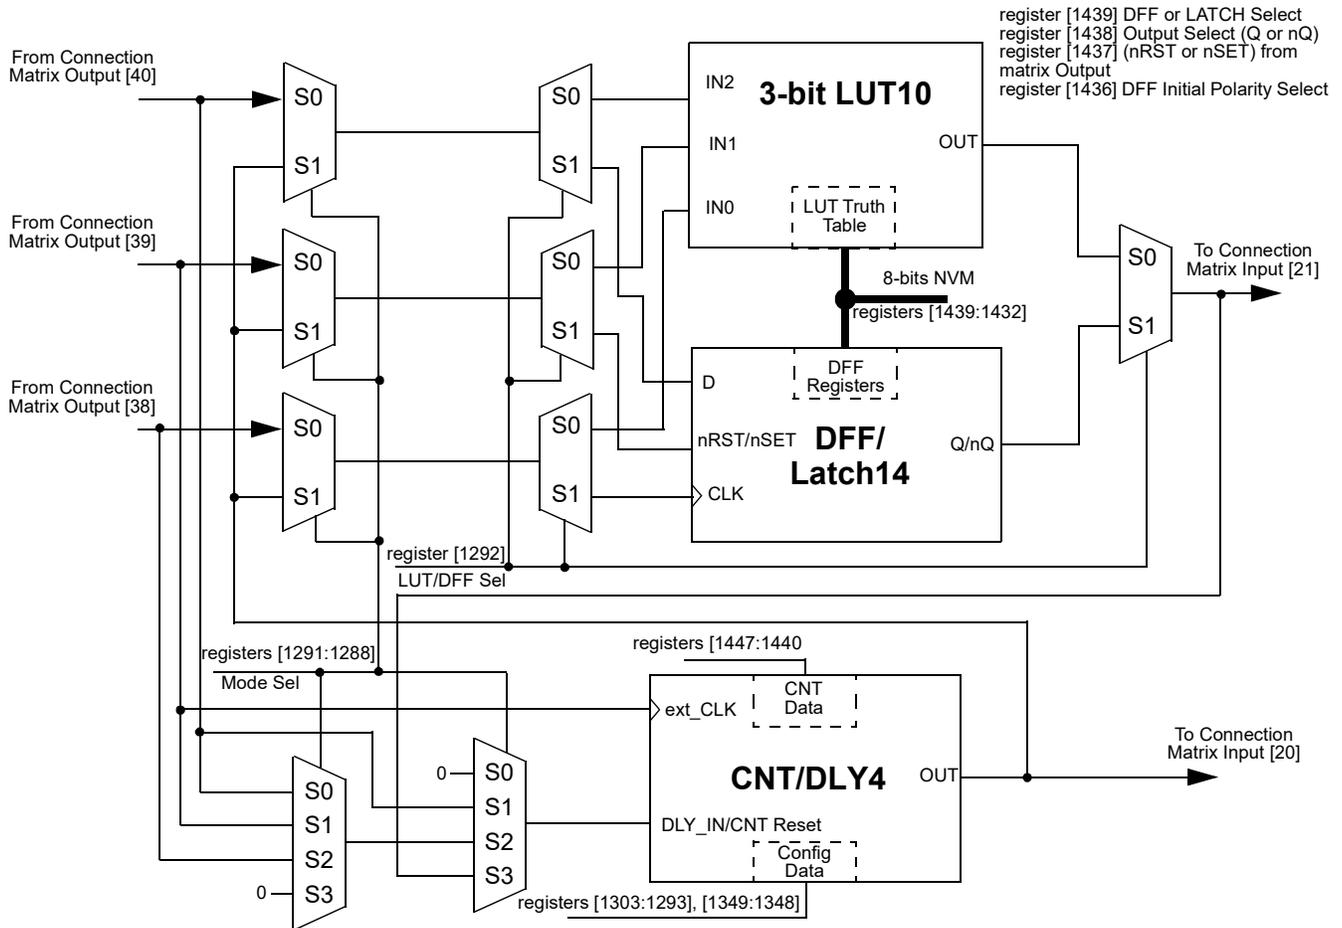 register [1439] DFF or LATCH Select
register [1438] Output Select (Q or nQ)
register [1437] (nRST or nSET) from
matrix Output
register [1436] DFF Initial Polarity Select
From Connection
Matrix Output [40]
S0
S1
S0
S1
IN2
IN1
IN0
3-bit LUT10
OUT
LUT Truth
Table
From Connection
Matrix Output [39]
S0
S1
S0
S1
8-bits NVM
registers [1439:1432]
S0
S1
To Connection
Matrix Input [21]
From Connection
Matrix Output [38]
S0
S1
S0
S1
D
nRST/nSET
CLK
DFF
Registers
DFF/
Latch14
Q/nQ
register [1292]
LUT/DFF Sel
registers [1291:1288]
Mode Sel
registers [1447:1440
CNT
Data
ext_CLK
CNT/DLY4
OUT
DLY_IN/CNT Reset
Config
Data
To Connection
Matrix Input [20]
0
S0
S1
S2
S3
S0
S1
S2
0
S3
registers [1303:1293], [1349:1348]